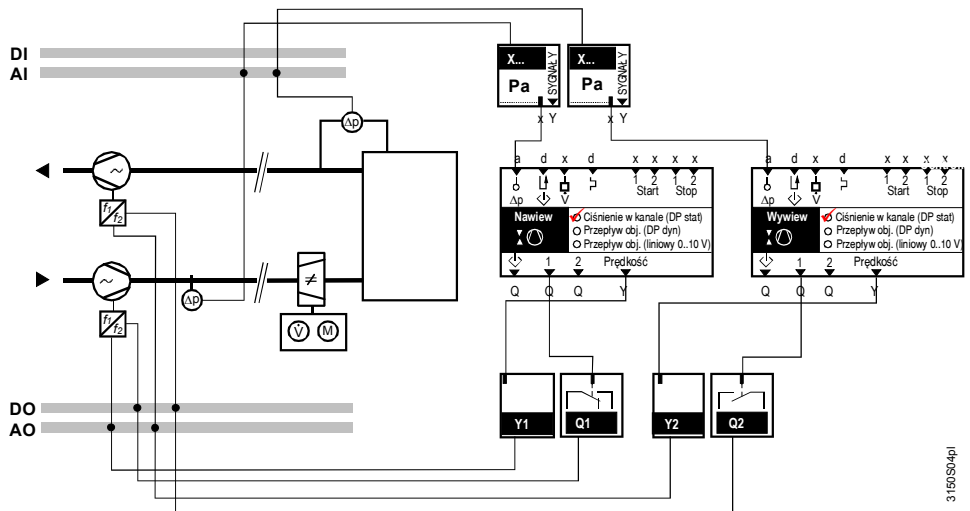 DI
AI
X...
Pa
SYGNAŁY
x Y
X...
Pa
SYGNAŁY
x Y
Δp
~
f1
f2
~
f1
f2
Δp
≠
V̇
M
a d x d x x x x
1 2 1 2
Start Stop
Δp V̇
Nawiew
Ciśnienie w kanale (DP stat)
Przepływ obj. (DP dyn)
Przepływ obj. (liniowy 0..10 V)
1 2 Prędkość
Q Q Q Y
a d x d x x x x
1 2 1 2
Start Stop
Δp V̇
Wywiew
Ciśnienie w kanale (DP stat)
Przepływ obj. (DP dyn)
Przepływ obj. (liniowy 0..10 V)
1 2 Prędkość
Q Q Q Y
DO
AO
Y1
Q1
Y2
Q2
3150S04pl